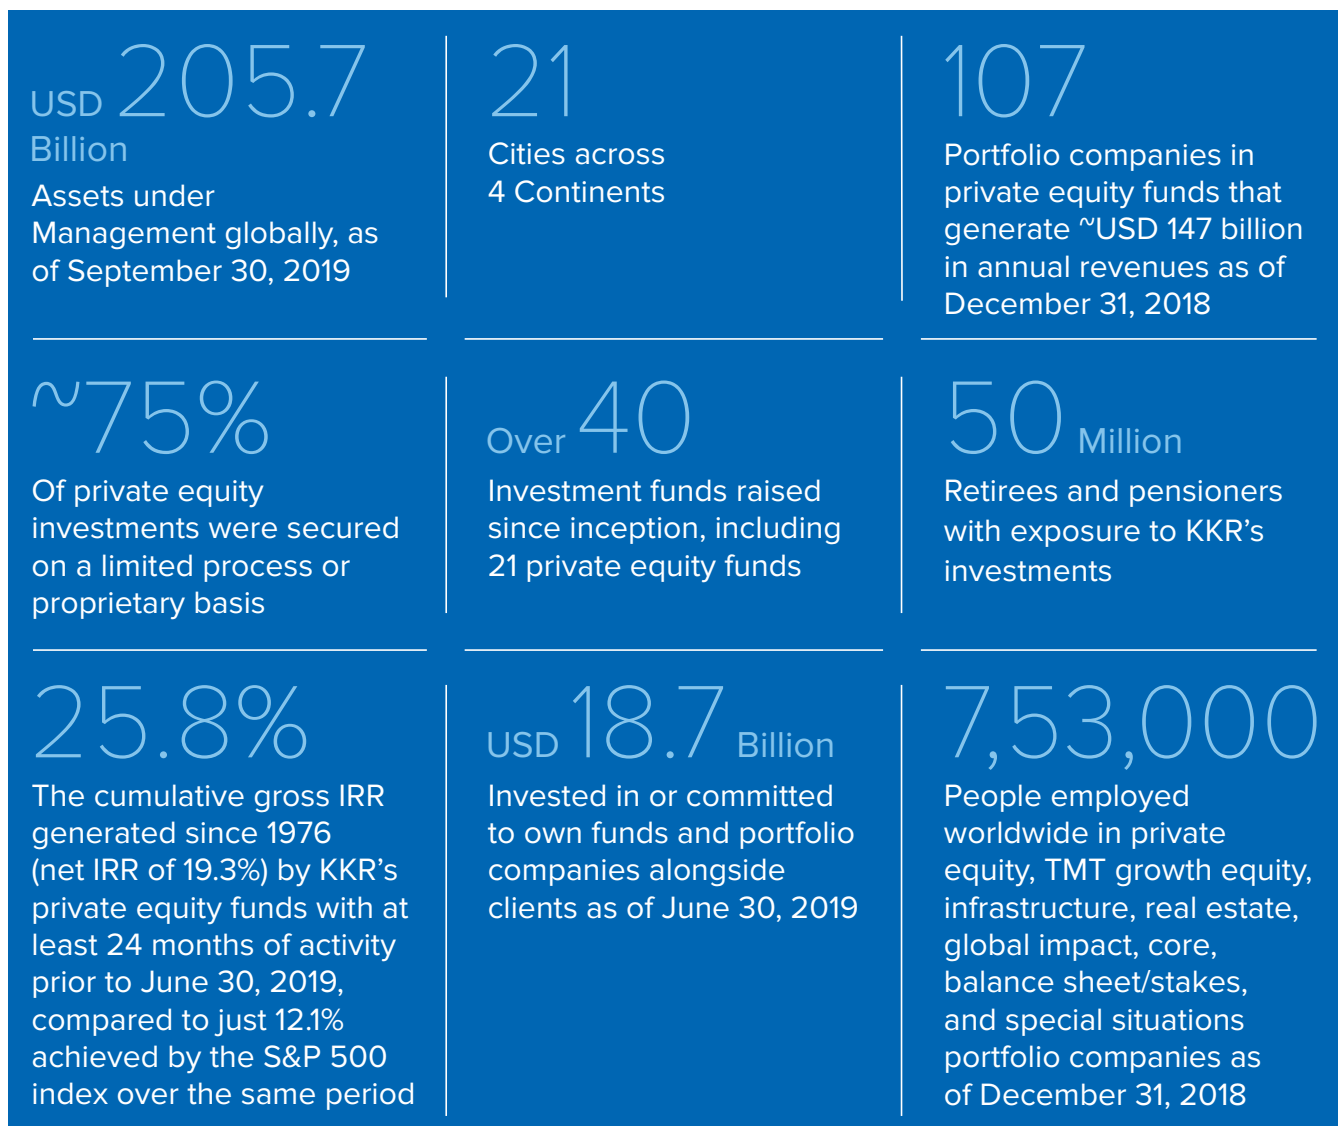 USD 205.7
Billion
Assets under
Management globally, as
of September 30, 2019
21
Cities across
4 Continents
107
Portfolio companies in
private equity funds that
generate ~USD 147 billion
in annual revenues as of
December 31, 2018
~75%
Of private equity
investments were secured
on a limited process or
proprietary basis
Over 40
Investment funds raised
since inception, including
21 private equity funds
50 Million
Retirees and pensioners
with exposure to KKR’s
investments
25.8%
The cumulative gross IRR
generated since 1976
(net IRR of 19.3%) by KKR’s
private equity funds with at
least 24 months of activity
prior to June 30, 2019,
compared to just 12.1%
achieved by the S&P 500
index over the same period
USD 18.7 Billion
Invested in or committed
to own funds and portfolio
companies alongside
clients as of June 30, 2019
7,53,000
People employed
worldwide in private
equity, TMT growth equity,
infrastructure, real estate,
global impact, core,
balance sheet/stakes,
and special situations
portfolio companies as
of December 31, 2018